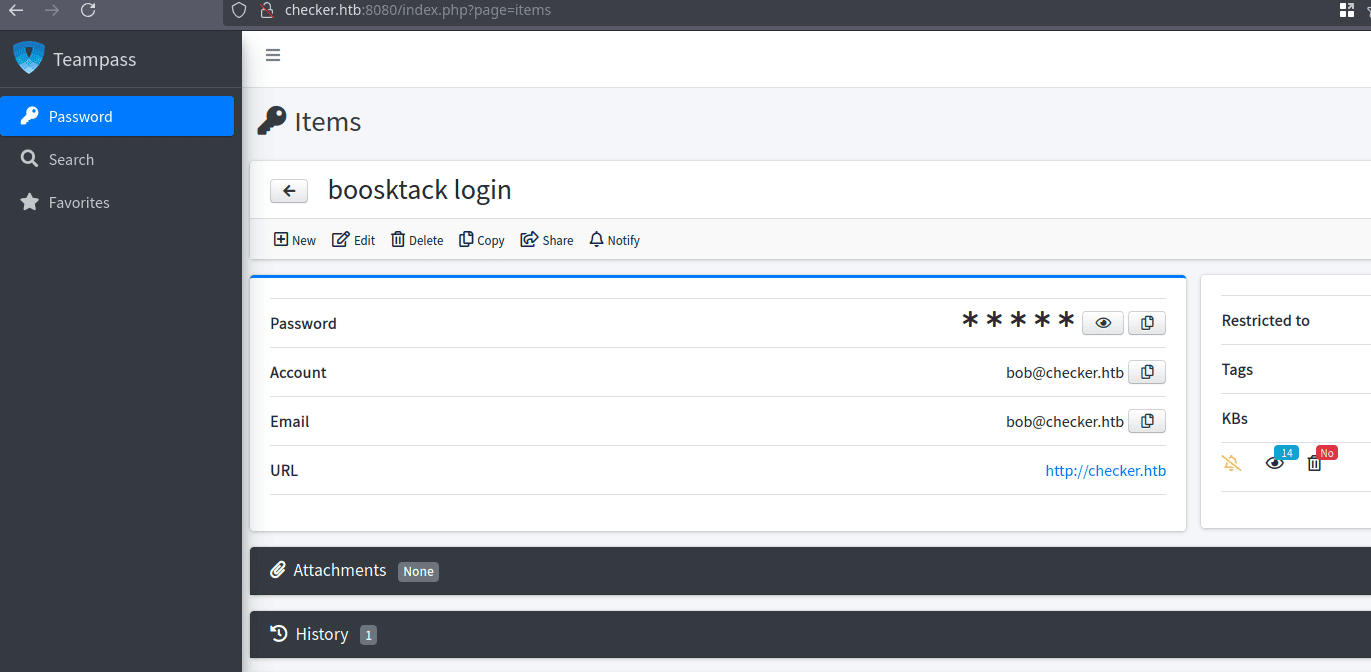 checker.htb:8080/index.php?page=items
Teampass
Password
Search
Favorites
Items
boosktack login
New Edit Delete Copy Share Notify
Password *****
Account bob@checker.htb
Email bob@checker.htb
URL http://checker.htb
Restricted to
Tags
KBs
14 No
Attachments None
History 1